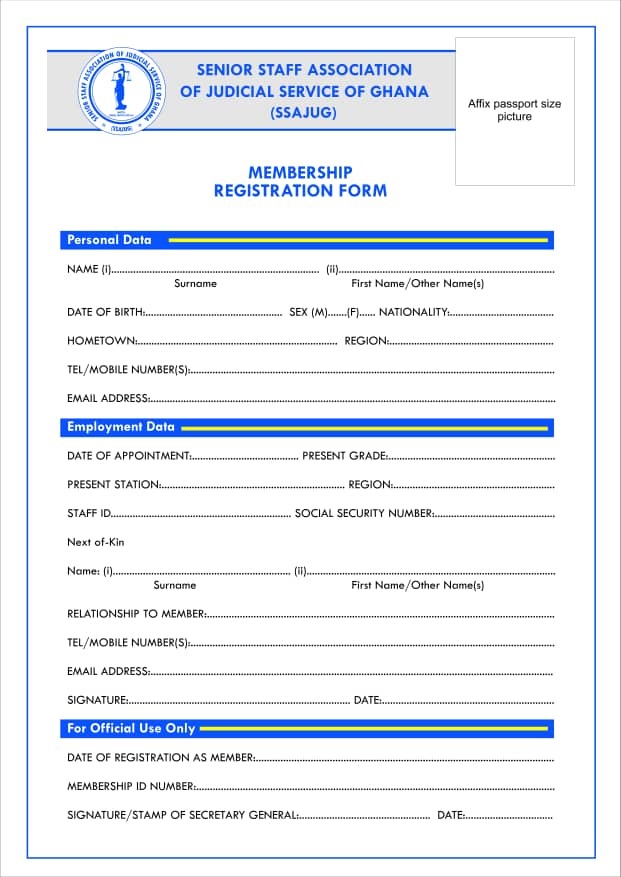 SENIOR STAFF ASSOCIATION OF JUDICIAL SERVICE OF GHANA
(SSAJUG)
SENIOR STAFF ASSOCIATION
OF JUDICIAL SERVICE OF GHANA
(SSAJUG)
Affix passport size
picture
MEMBERSHIP
REGISTRATION FORM
Personal Data
NAME (i)........................ (ii)........................
Surname First Name/Other Name(s)
DATE OF BIRTH:........................ SEX (M).......(F)...... NATIONALITY:........................
HOMETOWN:........................ REGION:........................
TEL/MOBILE NUMBER(S):........................
EMAIL ADDRESS:........................
Employment Data
DATE OF APPOINTMENT:........................ PRESENT GRADE:........................
PRESENT STATION:........................ REGION:........................
STAFF ID........................ SOCIAL SECURITY NUMBER:........................
Next of-Kin
Name: (i)........................ (ii)........................
Surname First Name/Other Name(s)
RELATIONSHIP TO MEMBER:........................
TEL/MOBILE NUMBER(S):........................
EMAIL ADDRESS:........................
SIGNATURE:........................ DATE:........................
For Official Use Only
DATE OF REGISTRATION AS MEMBER:........................
MEMBERSHIP ID NUMBER:........................
SIGNATURE/STAMP OF SECRETARY GENERAL:........................ DATE:........................